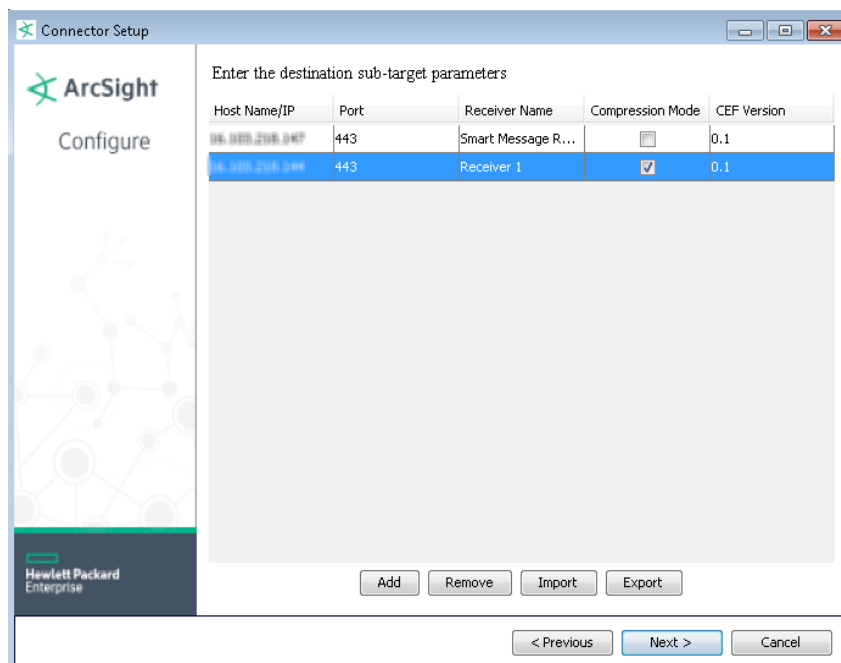 Connector Setup
ArcSight
Configure
Enter the destination sub-target parameters
Host Name/IP Port Receiver Name Compression Mode CEF Version
443 Smart Message R... 0.1
443 Receiver 1 0.1
Add Remove Import Export
Hewlett Packard
Enterprise
< Previous Next > Cancel